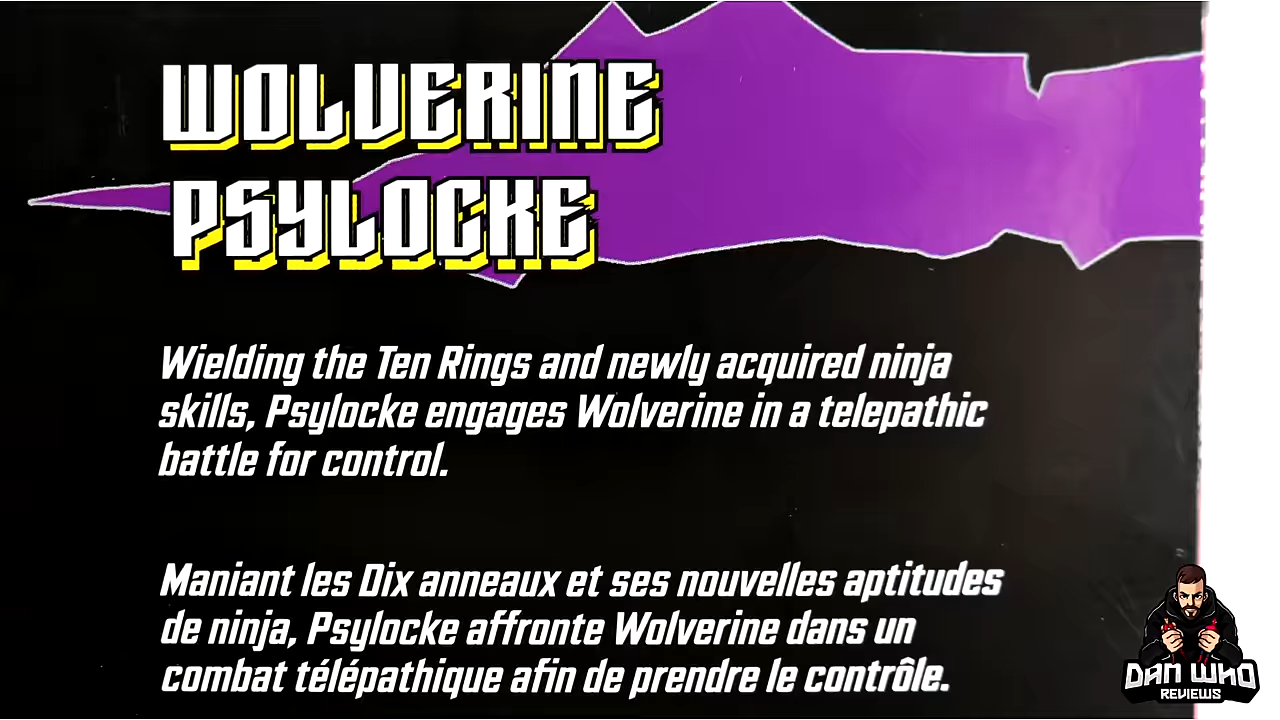 WOLVERINE
PSYLOCKE
Wielding the Ten Rings and newly acquired ninja
skills, Psylocke engages Wolverine in a telepathic
battle for control.
Maniant les Dix anneaux et ses nouvelles aptitudes
de ninja, Psylocke affronte Wolverine dans un
combat télépathique afin de prendre le contrôle.
DAN WHO
REVIEWS